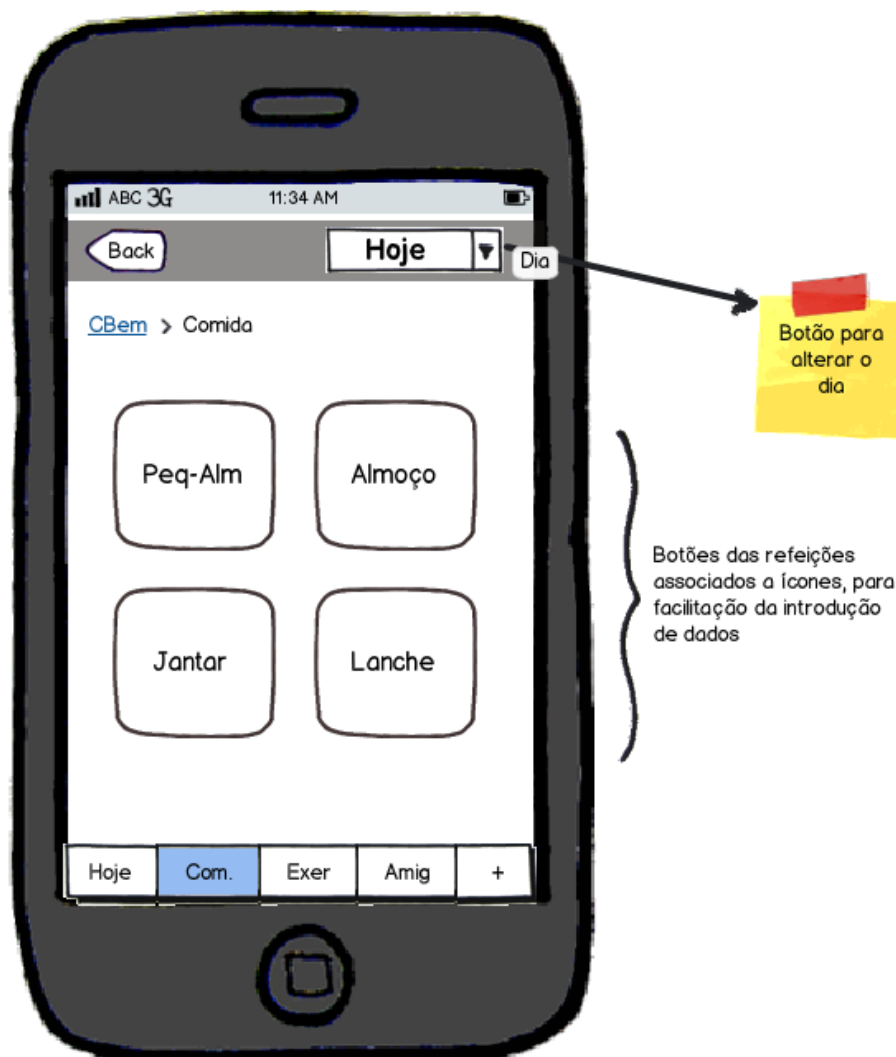 ABC 3G 11:34 AM
Back
Hoje
Dia
Botão para
alterar o
dia
CBem > Comida
Peq-Alm
Almoço
Botões das refeições
associados a ícones, para
facilitação da introdução
de dados
Jantar
Lanche
Hoje
Com.
Exer
Amig
+